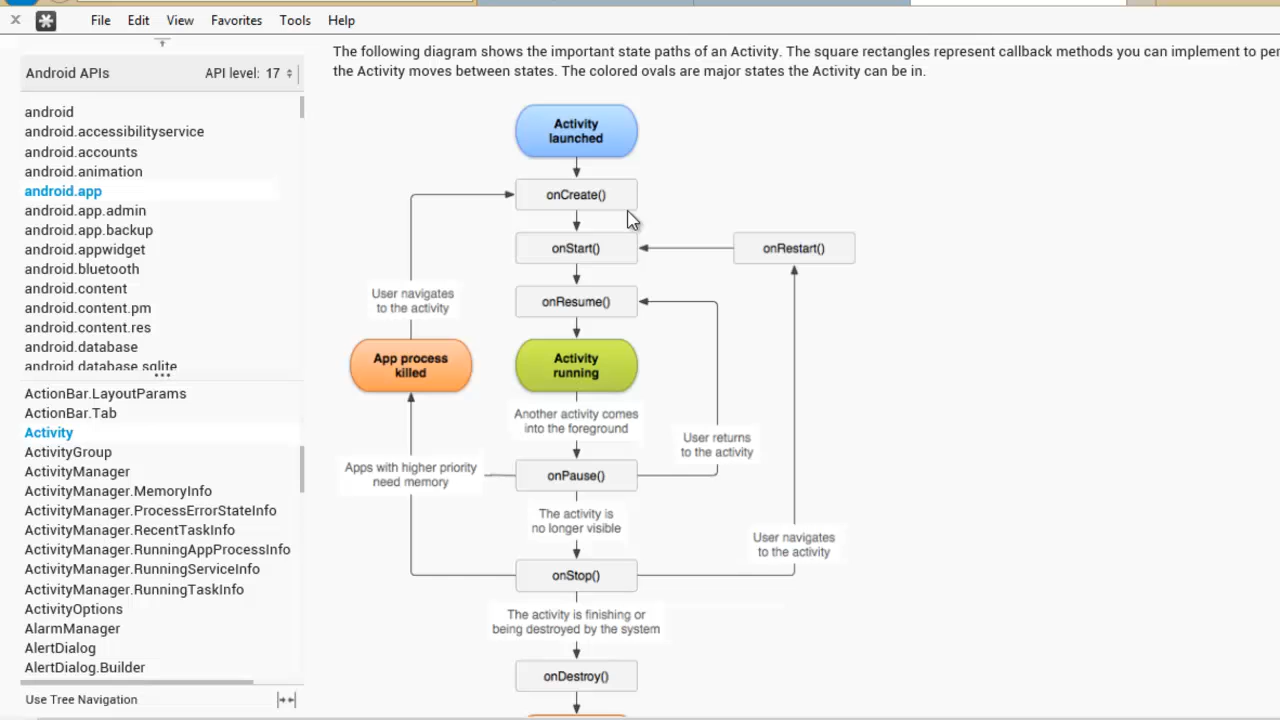 File Edit View Favorites Tools Help
The following diagram shows the important state paths of an Activity. The square rectangles represent callback methods you can implement to
the Activity moves between states. The colored ovals are major states the Activity can be in.
Android APIs
API level: 17
android
android.accessibilityservice
android.accounts
android.animation
android.app
android.app.admin
android.app.backup
android.appwidget
android.bluetooth
android.content
android.content.pm
android.content.res
android.database
android.database.sqlite
ActionBar.LayoutParams
ActionBar.Tab
Activity
ActivityGroup
ActivityManager
ActivityManager.MemoryInfo
ActivityManager.ProcessErrorStateInfo
ActivityManager.RecentTaskInfo
ActivityManager.RunningAppProcessInfo
ActivityManager.RunningServiceInfo
ActivityManager.RunningTaskInfo
ActivityOptions
AlarmManager
AlertDialog
AlertDialog.Builder
Use Tree Navigation
Activity
launched
onCreate()
onStart()
onRestart()
onResume()
User navigates
to the activity
App process
killed
Activity
running
Another activity comes
into the foreground
User returns
to the activity
Apps with higher priority
need memory
onPause()
The activity is
no longer visible
User navigates
to the activity
onStop()
The activity is finishing or
being destroyed by the system
onDestroy()